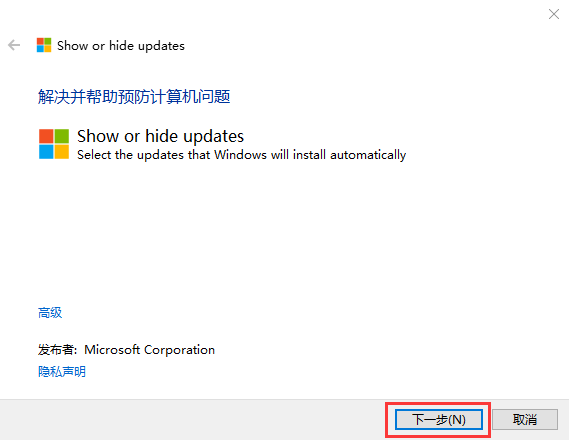 Show or hide updates
解决并帮助预防计算机问题
Show or hide updates
Select the updates that Windows will install automatically
高级
发布者: Microsoft Corporation
隐私声明
下一步(N) 取消